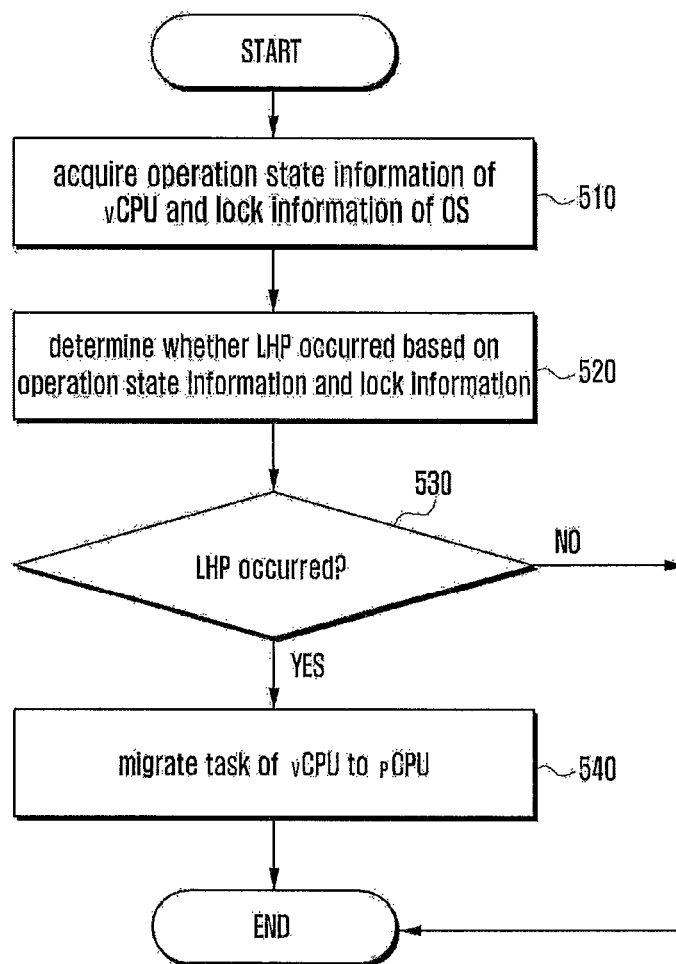 START
acquire operation state information of
vCPU and lock information of OS
510
determine whether LHP occurred based on
operation state information and lock information
520
530
LHP occurred?
NO
YES
migrate task of vCPU to pCPU
540
END